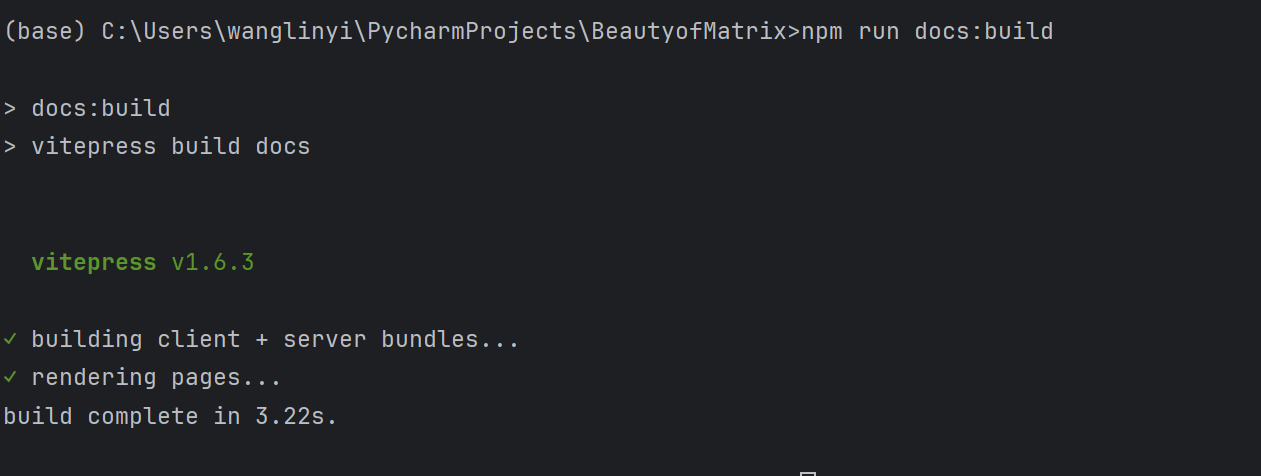 (base) C:\Users\wanglinyi\PycharmProjects\BeautyofMatrix>npm run docs:build
> docs:build
> vitepress build docs
vitepress v1.6.3
✓ building client + server bundles...
✓ rendering pages...
build complete in 3.22s.